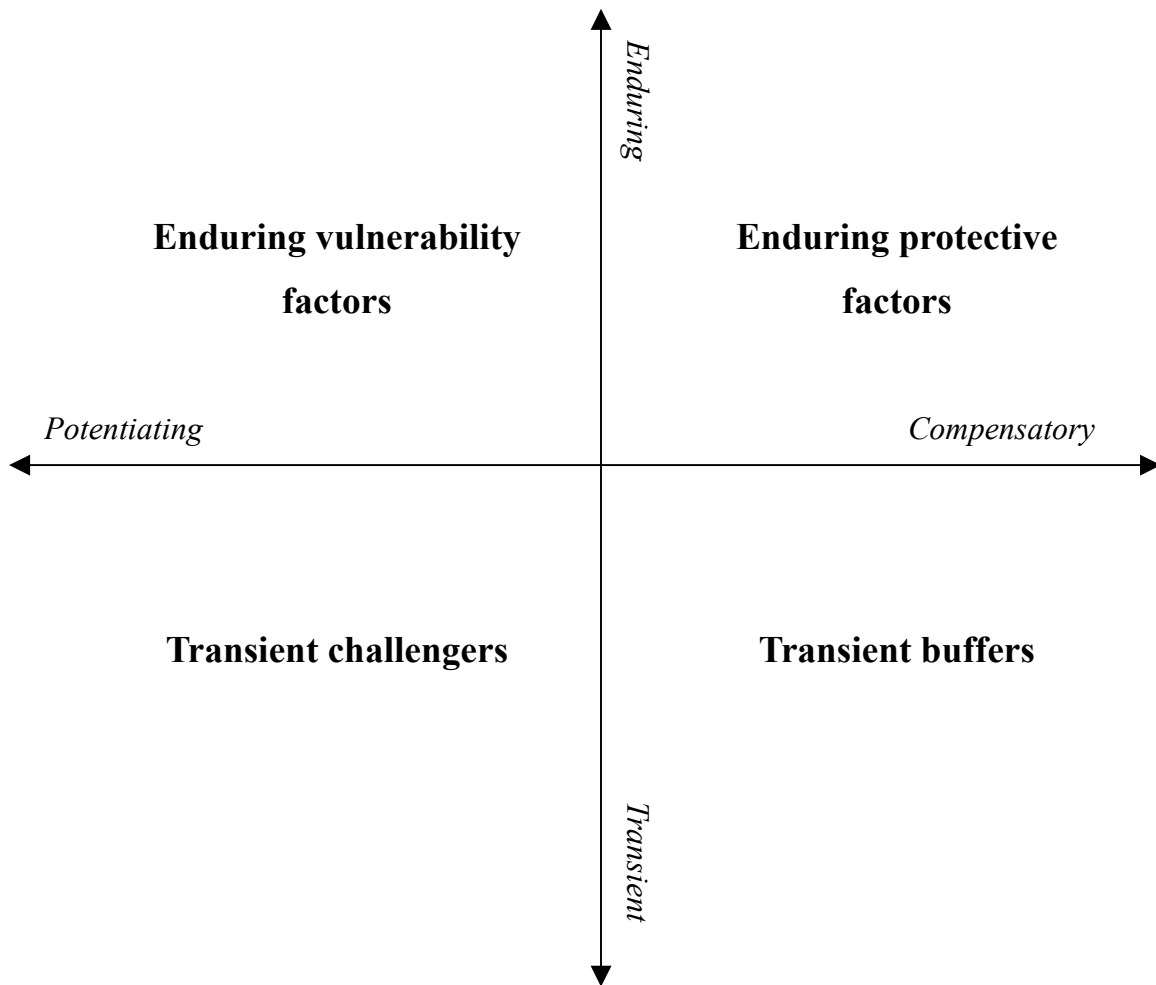 Enduring
Enduring vulnerability
factors
Enduring protective
factors
Potentiating
Compensatory
Transient challengers
Transient buffers
Transient